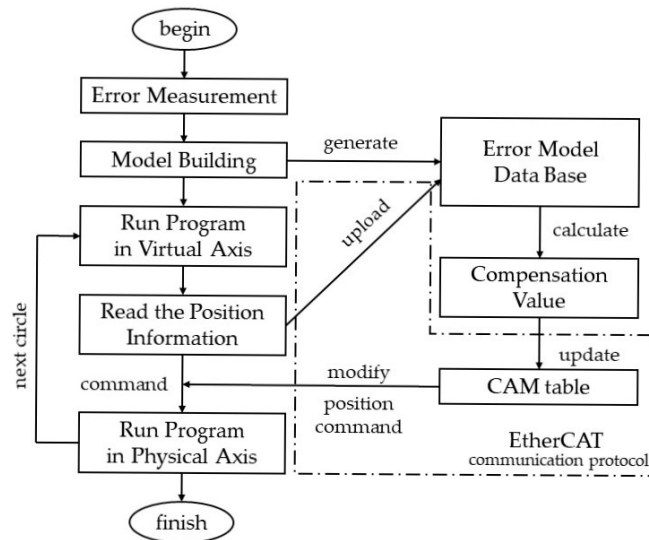 begin
Error Measurement
Model Building
generate
Error Model
Data Base
Run Program
in Virtual Axis
upload
calculate
Read the Position
Information
Compensation
Value
next circle
command
modify
position
command
update
CAM table
Run Program
in Physical Axis
EtherCAT
communication protocol
finish